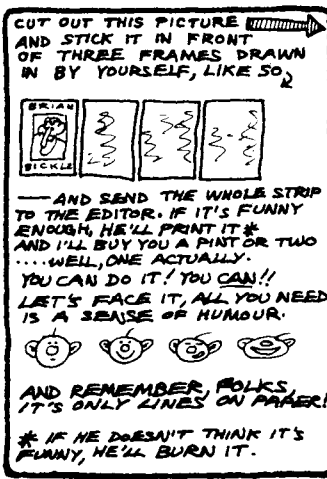 CUT OUT THIS PICTURE
AND STICK IT IN FRONT
OF THREE FRAMES DRAWN
IN BY YOURSELF, LIKE SO
BRIAN
BICKLE
—AND SEND THE WHOLE STRIP
TO THE EDITOR. IF IT'S FUNNY
ENOUGH, HE'LL PRINT IT*
AND I'LL BUY YOU A PINT OR TWO
....WELL, ONE ACTUALLY.
YOU CAN DO IT! YOU CAN!!
LET'S FACE IT, ALL YOU NEED
IS A SENSE OF HUMOUR.
AND REMEMBER, FOLKS,
IT'S ONLY LINES ON PAPER!
* IF HE DOESN'T THINK IT'S
FUNNY, HE'LL BURN IT.